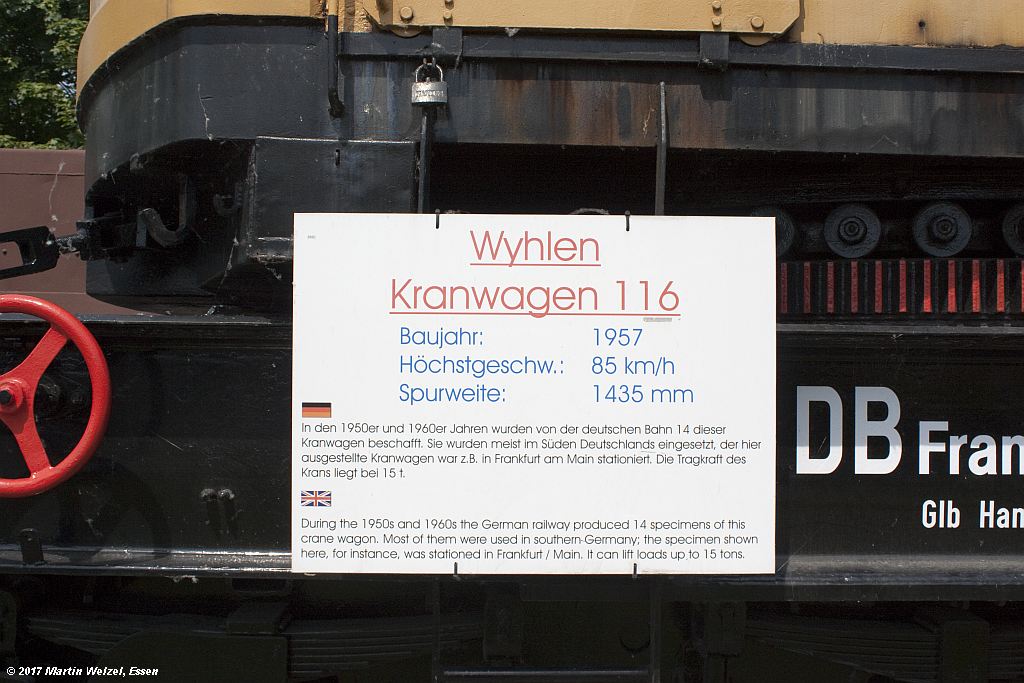 Wyhlen
Kranwagen 116
Baujahr: 1957
Höchstgeschw.: 85 km/h
Spurweite: 1435 mm
In den 1950er und 1960er Jahren wurden von der deutschen Bahn 14 dieser
Kranwagen beschafft. Sie wurden meist im Süden Deutschlands eingesetzt, der hier
ausgestellte Kranwagen war z.B. in Frankfurt am Main stationiert. Die Tragkraft des
Krans liegt bei 15 t.
During the 1950s and 1960s the German railway produced 14 specimens of this
crane wagon. Most of them were used in southern Germany; the specimen shown
here, for instance, was stationed in Frankfurt / Main. It can lift loads up to 15 tons.
DB Fran
Glb Han
© 2017 Martin Welzel, Essen